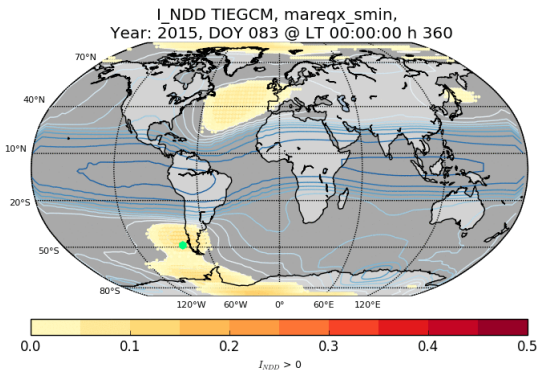 I_NDD TIEGCM, mareqx_smin,
Year: 2015, DOY 083 @ LT 00:00:00 h 360
70°N
40°N
10°N
20°S
50°S
80°S
120°W 60°W 0° 60°E 120°E
0.0 0.1 0.2 0.3 0.4 0.5
I_NDD > 0